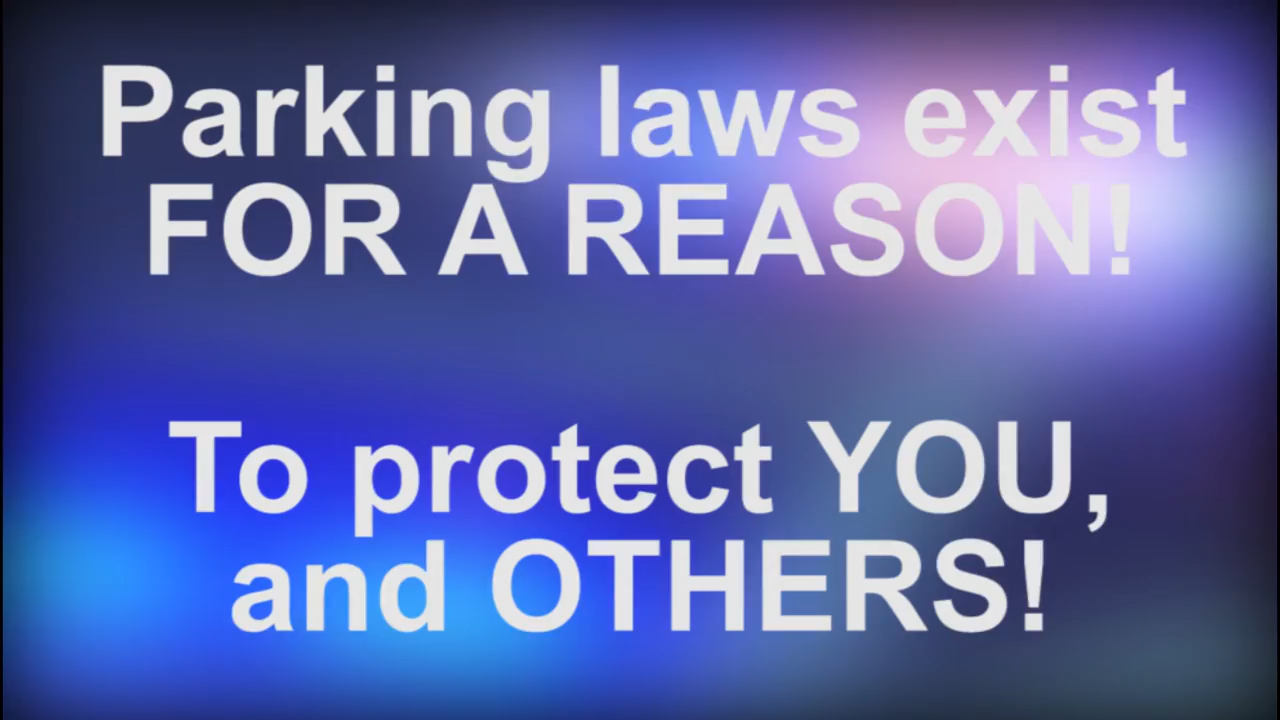 Parking laws exist
FOR A REASON!
To protect YOU,
and OTHERS!